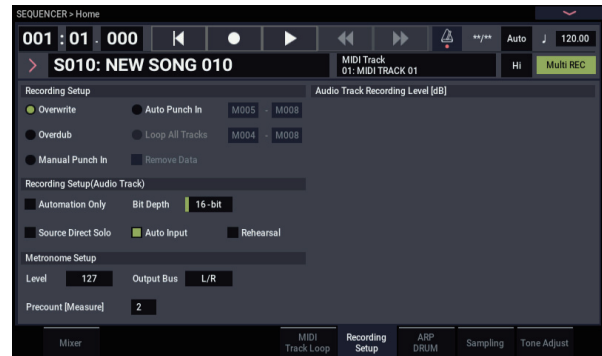 SEQUENCER > Home
001 : 01 . 000 **/** Auto ♩ 120.00
S010: NEW SONG 010 MIDI Track
01: MIDI TRACK 01 Hi Multi REC
Recording Setup Audio Track Recording Level [dB]
Overwrite Auto Punch In M005 - M008
Overdub Loop All Tracks M004 - M008
Manual Punch In Remove Data
Recording Setup(Audio Track)
Automation Only Bit Depth 16-bit
Source Direct Solo Auto Input Rehearsal
Metronome Setup
Level 127 Output Bus L/R
Precount [Measure] 2
Mixer MIDI Track Loop Recording Setup ARP DRUM Sampling Tone Adjust